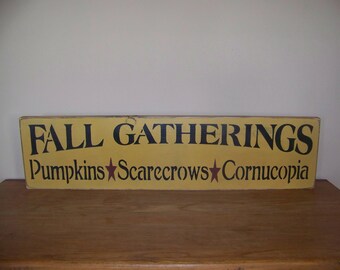 FALL GATHERINGS
Pumpkins★Scarecrows★Cornucopia